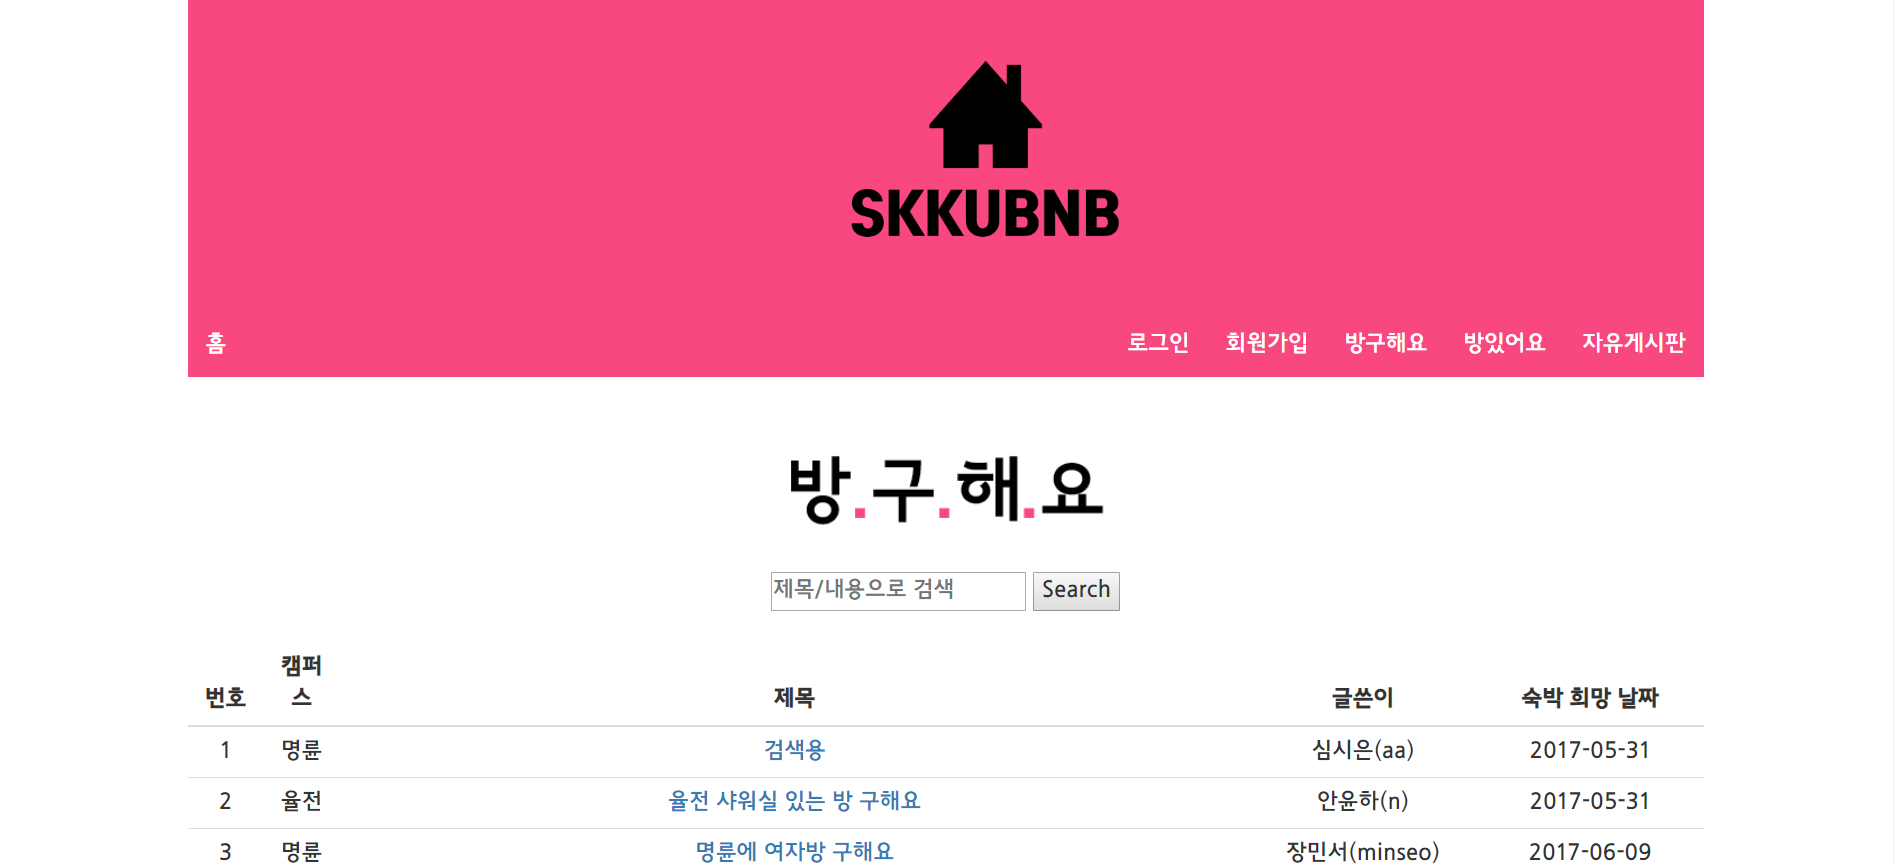 SKKUBNB
홈 로그인 회원가입 방구해요 방있어요 자유게시판
방.구.해.요
제목/내용으로 검색 Search
번호 캠퍼스 제목 글쓴이 숙박 희망 날짜
1 명륜 검색용 심시은(aa) 2017-05-31
2 율전 율전 샤워실 있는 방 구해요 안윤하(n) 2017-05-31
3 명륜 명륜에 여자방 구해요 장민서(minseo) 2017-06-09